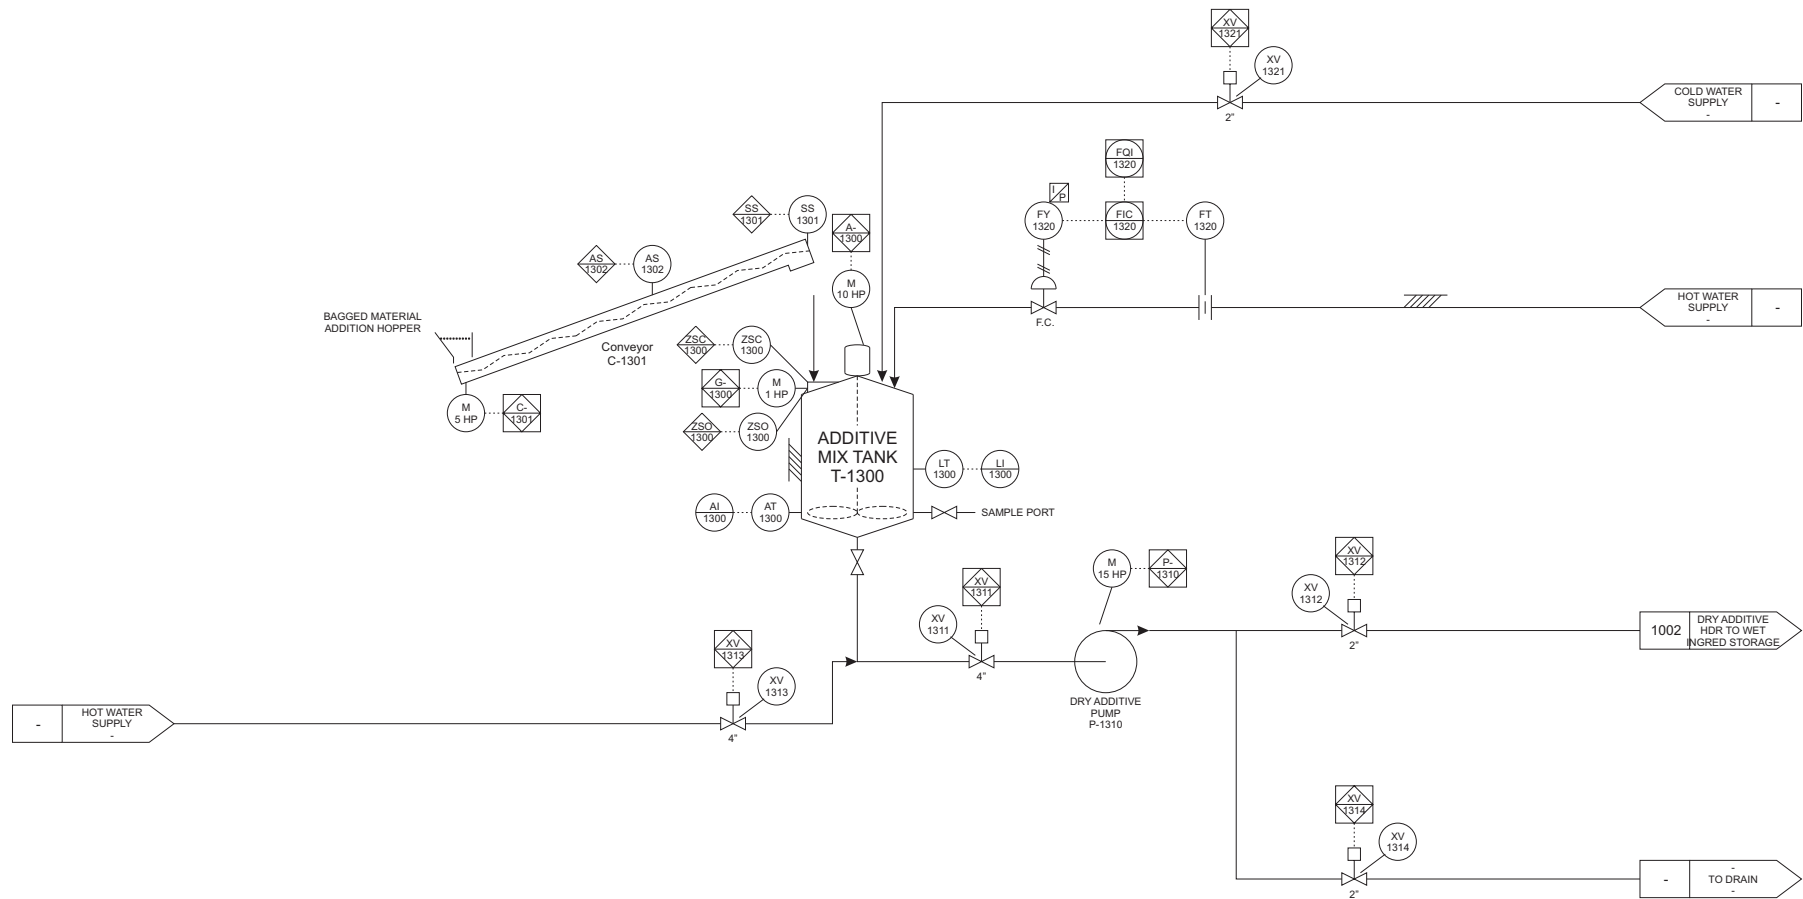 XV
1321
XV
1321
2"
COLD WATER
SUPPLY
-
-
FQI
1320
I
P
FY
1320
FIC
1320
FT
1320
F.C.
HOT WATER
SUPPLY
-
-
SS
1301
SS
1301
A-
1300
AS
1302
AS
1302
M
10 HP
BAGGED MATERIAL
ADDITION HOPPER
Conveyor
C-1301
M
5 HP
C-
1301
ZSC
1300
ZSC
1300
G-
1300
M
1 HP
ZSO
1300
ZSO
1300
ADDITIVE
MIX TANK
T-1300
LT
1300
LI
1300
AI
1300
AT
1300
SAMPLE PORT
M
15 HP
P-
1310
XV
1312
XV
1312
2"
1002
DRY ADDITIVE
HDR TO WET
INGRED STORAGE
XV
1311
XV
1311
4"
DRY ADDITIVE
PUMP
P-1310
XV
1313
XV
1313
4"
-
HOT WATER
SUPPLY
-
XV
1314
XV
1314
2"
-
-
TO DRAIN
-